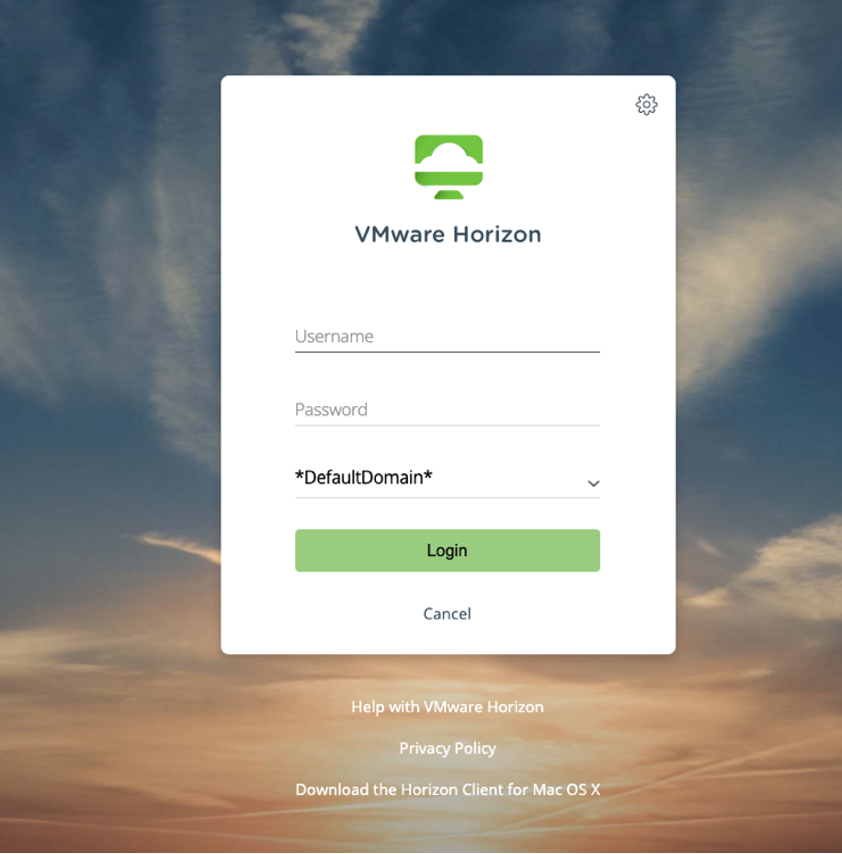 VMware Horizon
Username
Password
*DefaultDomain*
Login
Cancel
Help with VMware Horizon
Privacy Policy
Download the Horizon Client for Mac OS X